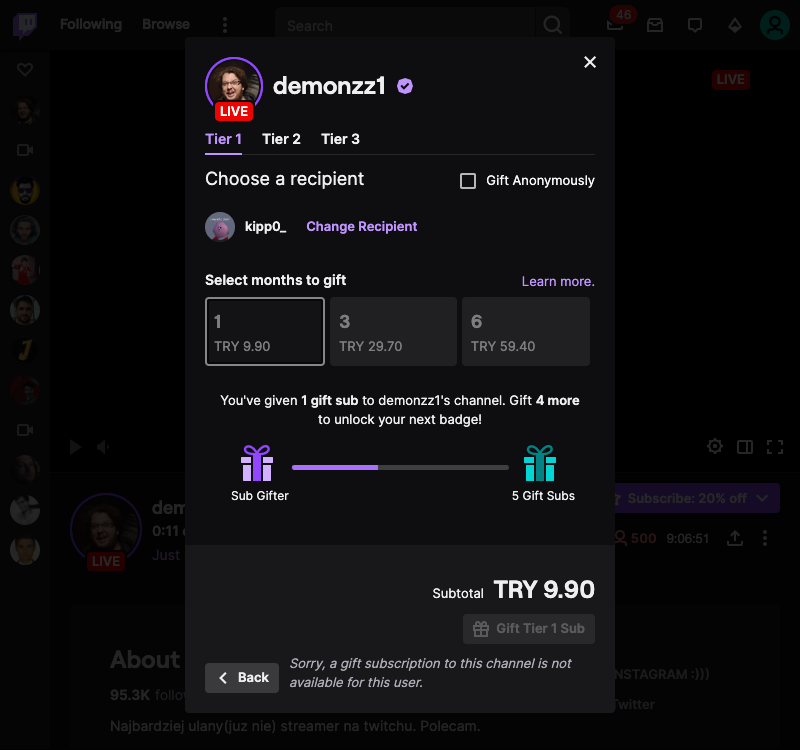 Following
Browse
Search
46
LIVE
demonzz1
LIVE
Tier 1
Tier 2
Tier 3
Choose a recipient
Gift Anonymously
kipp0_
Change Recipient
Select months to gift
Learn more.
1
TRY 9.90
3
TRY 29.70
6
TRY 59.40
You've given 1 gift sub to demonzz1's channel. Gift 4 more
to unlock your next badge!
Sub Gifter
5 Gift Subs
Subscribe: 20% off
dem
0:11
500
9:06:51
Just
LIVE
Subtotal TRY 9.90
Gift Tier 1 Sub
Back
Sorry, a gift subscription to this channel is not
available for this user.
About
95.3K follo
NSTAGRAM :)))
Twitter
Najbardziej ulany(juz nie) streamer na twitchu. Polecam.